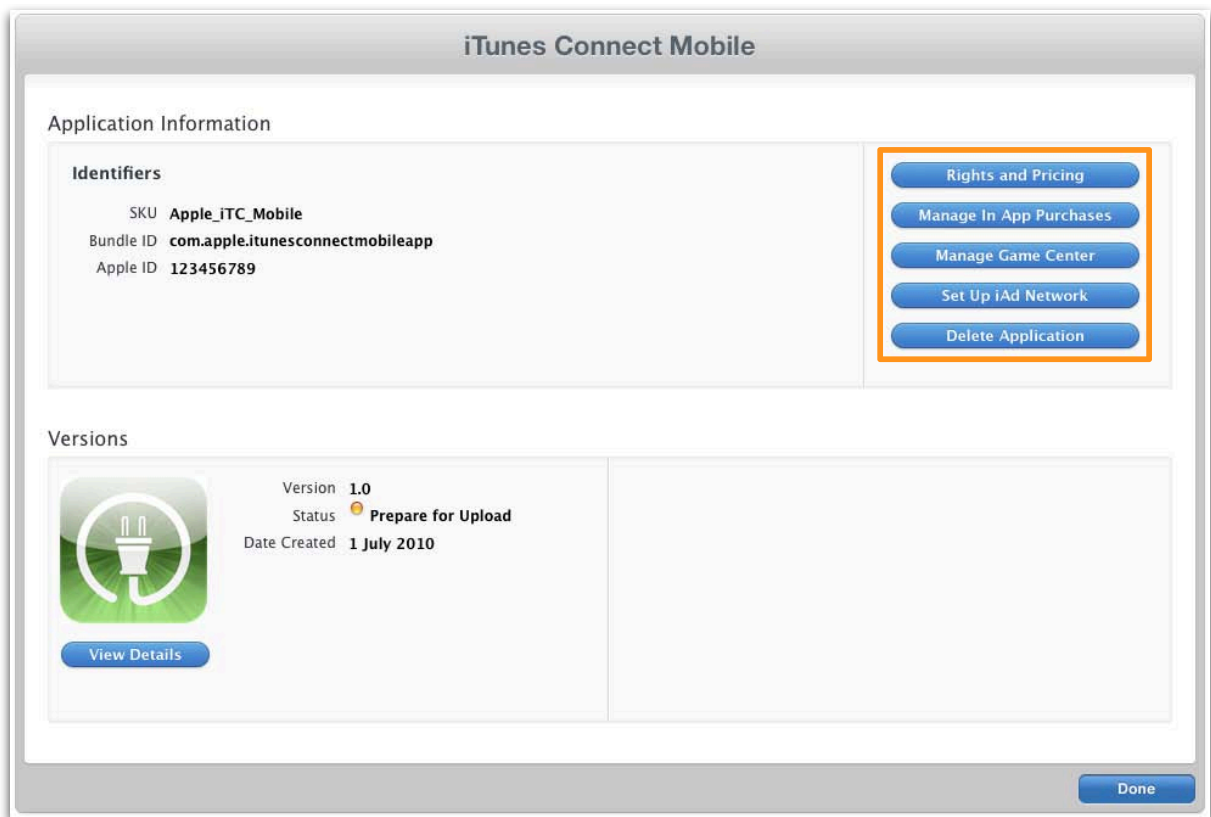 iTunes Connect Mobile
Application Information
Identifiers
SKU Apple_iTC_Mobile
Bundle ID com.apple.itunesconnectmobileapp
Apple ID 123456789
Rights and Pricing
Manage In App Purchases
Manage Game Center
Set Up iAd Network
Delete Application
Versions
Version 1.0
Status Prepare for Upload
Date Created 1 July 2010
View Details
Done